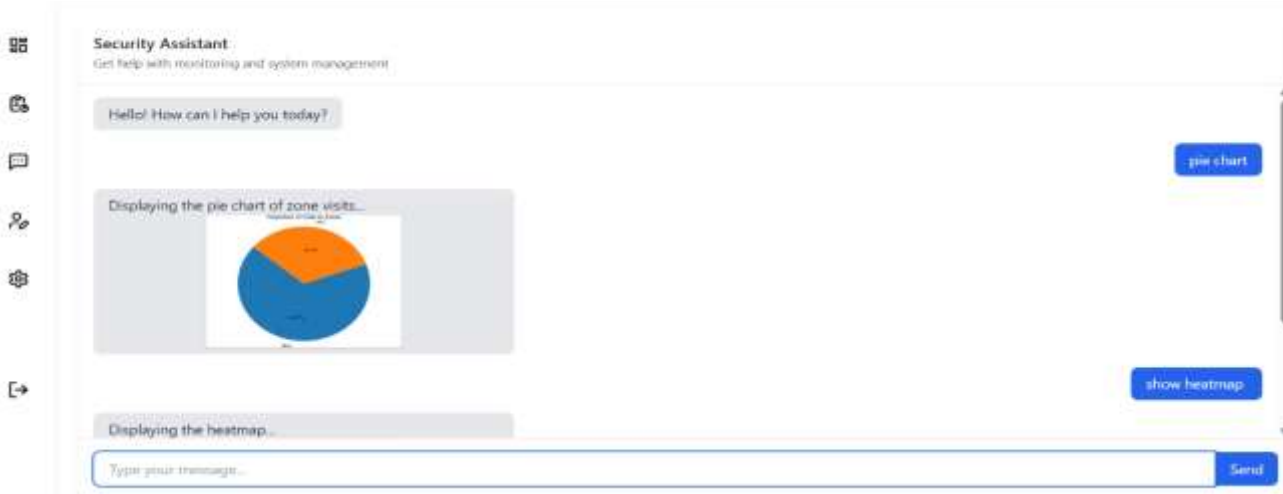 Security Assistant
Get help with monitoring and system management
Hello! How can I help you today?
pie chart
Displaying the pie chart of zone visits...
show heatmap
Displaying the heatmap...
Type your message...
Send